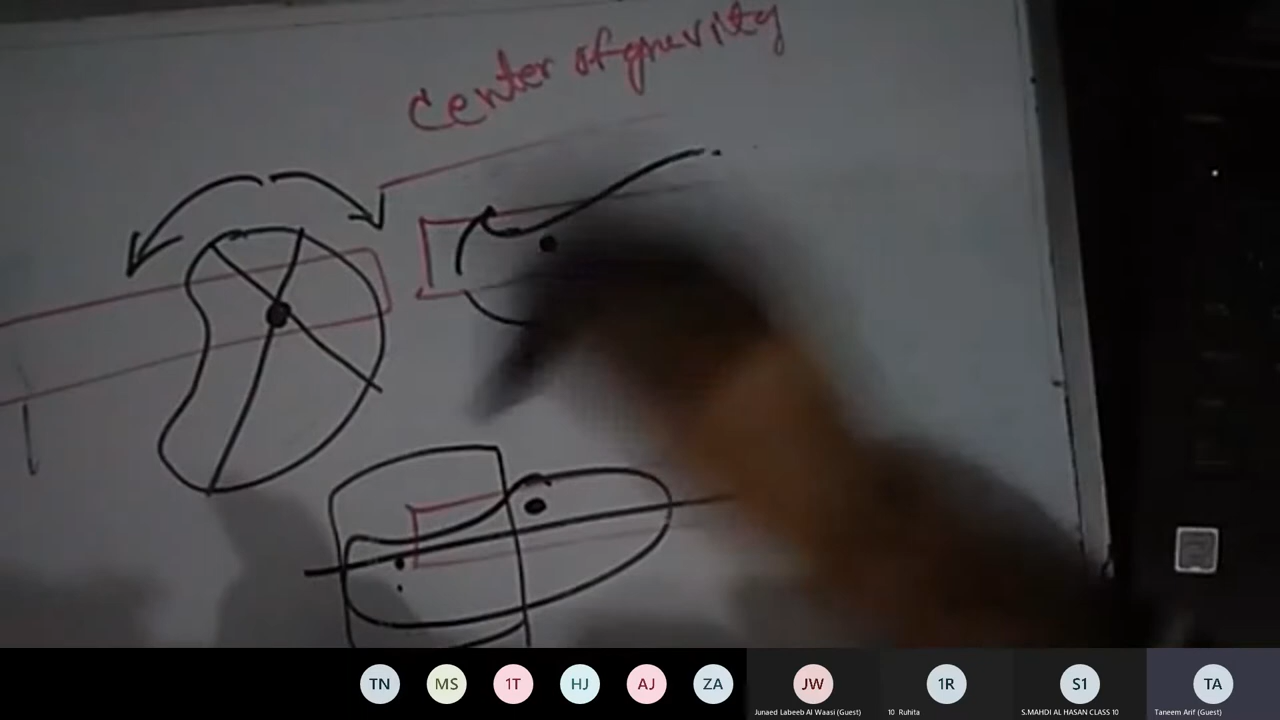 Center of gravity
TN
MS
1T
HJ
AJ
ZA
JW
1R
S1
TA
Junaed Labeeb Al Waasi (Guest)
10 Ruhita
S.MAHDI AL HASAN CLASS 10
Taneem Arif (Guest)